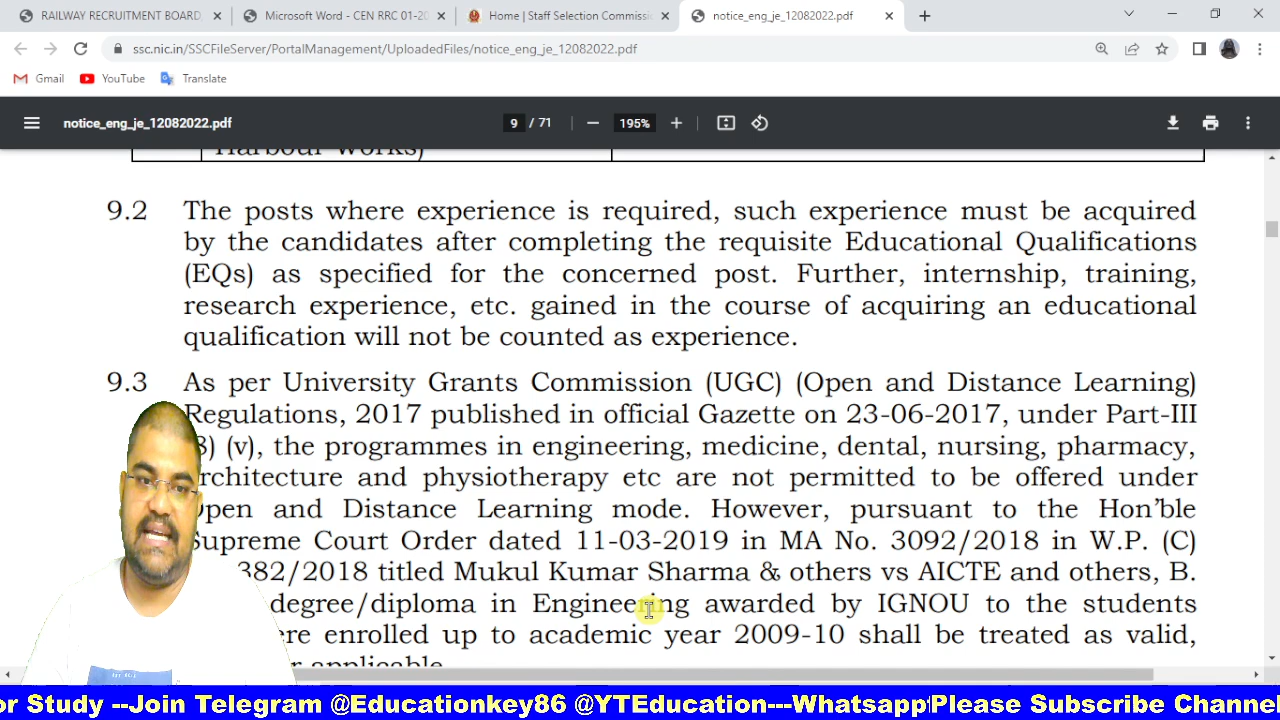 RAILWAY RECRUITMENT BOARD
Microsoft Word - CEN RRC 01-20
Home | Staff Selection Commissi
notice_eng_je_12082022.pdf
ssc.nic.in/SSCFileServer/PortalManagement/UploadedFiles/notice_eng_je_12082022.pdf
Gmail YouTube Translate
notice_eng_je_12082022.pdf 9 / 71 195%
Harbour Works)
9.2 The posts where experience is required, such experience must be acquired
by the candidates after completing the requisite Educational Qualifications
(EQs) as specified for the concerned post. Further, internship, training,
research experience, etc. gained in the course of acquiring an educational
qualification will not be counted as experience.
9.3 As per University Grants Commission (UGC) (Open and Distance Learning)
Regulations, 2017 published in official Gazette on 23-06-2017, under Part-III
8) (v), the programmes in engineering, medicine, dental, nursing, pharmacy,
architecture and physiotherapy etc are not permitted to be offered under
Open and Distance Learning mode. However, pursuant to the Hon'ble
Supreme Court Order dated 11-03-2019 in MA No. 3092/2018 in W.P. (C)
382/2018 titled Mukul Kumar Sharma & others vs AICTE and others, B.
degree/diploma in Engineering awarded by IGNOU to the students
ere enrolled up to academic year 2009-10 shall be treated as valid,
applicable
or Study --Join Telegram @Educationkey86 @YTEducation---Whatsapp Please Subscribe Channe